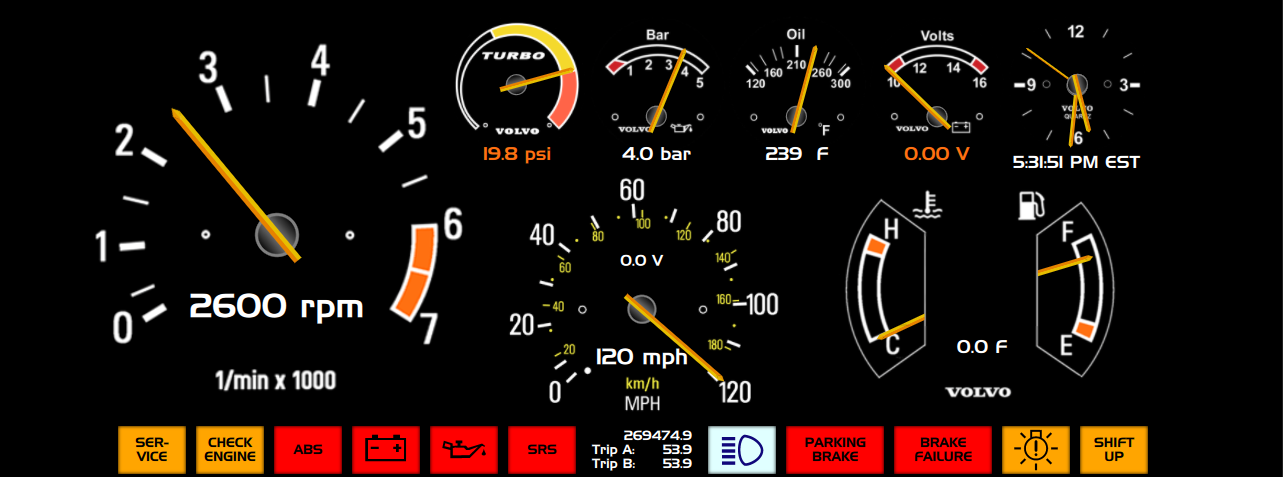 0
1
2
3
4
5
6
7
2600 rpm
1/min x 1000
TURBO
VOLVO
19.8 psi
Bar
1 2 3 4 5
VOLVO
4.0 bar
Oil
120 160 210 260 300
VOLVO °F
239 F
Volts
10 12 14 16
VOLVO
0.00 V
12
9 3
VOLVO
QUARTZ
6
5:31:51 PM EST
0 20 40 60 80 100 120
20 40 60 80 100 120 140 160 180
0.0 V
120 mph
km/h
MPH
H
C
F
E
0.0 F
VOLVO
SER-
VICE
CHECK
ENGINE
ABS
- +
SRS
269474.9
Trip A: 53.9
Trip B: 53.9
PARKING
BRAKE
BRAKE
FAILURE
!
SHIFT
UP